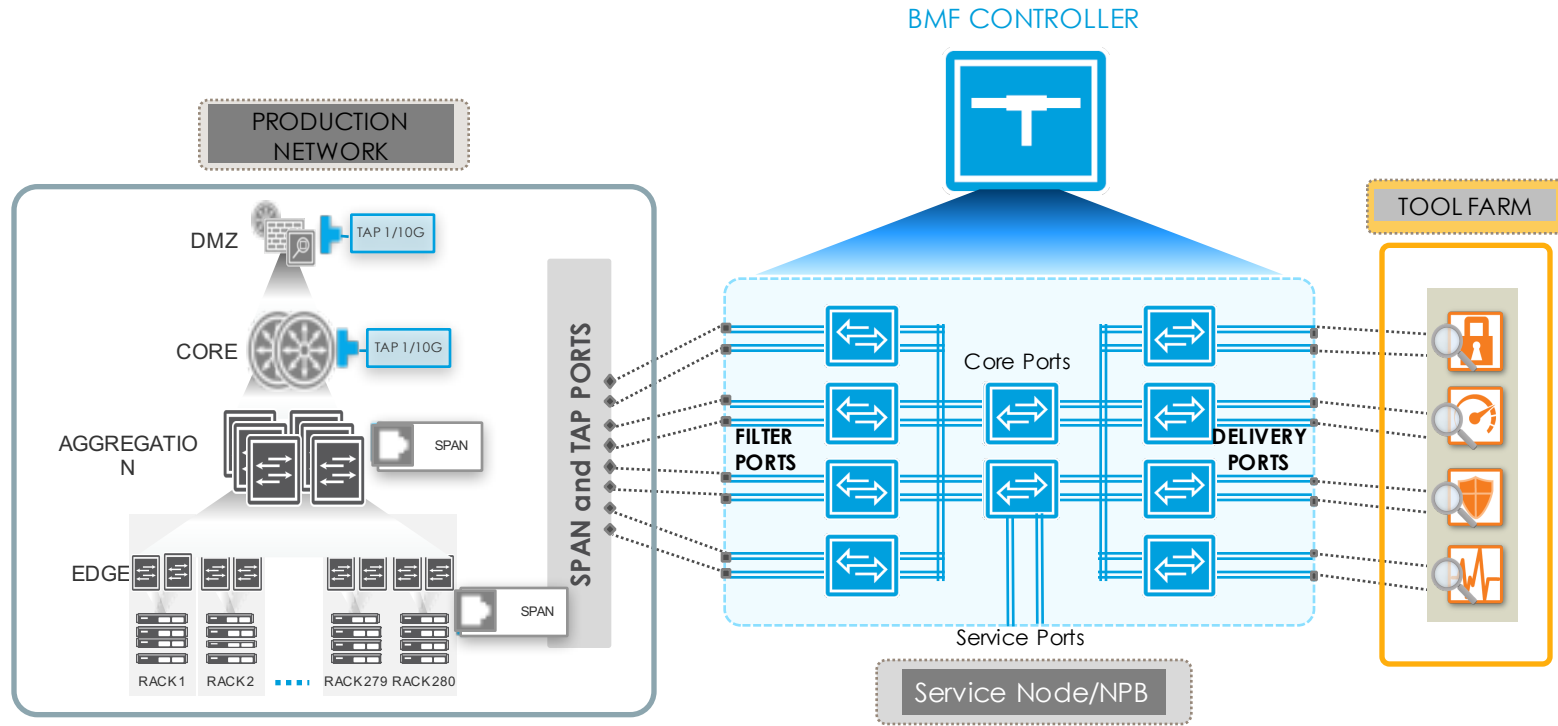 BMF CONTROLLER
PRODUCTION
NETWORK
TOOL FARM
DMZ
TAP 1/10G
CORE
TAP 1/10G
AGGREGATIO
N
SPAN
EDGE
SPAN
RACK1
RACK2
RACK279
RACK280
SPAN and TAP PORTS
FILTER
PORTS
Core Ports
DELIVERY
PORTS
Service Ports
Service Node/NPB